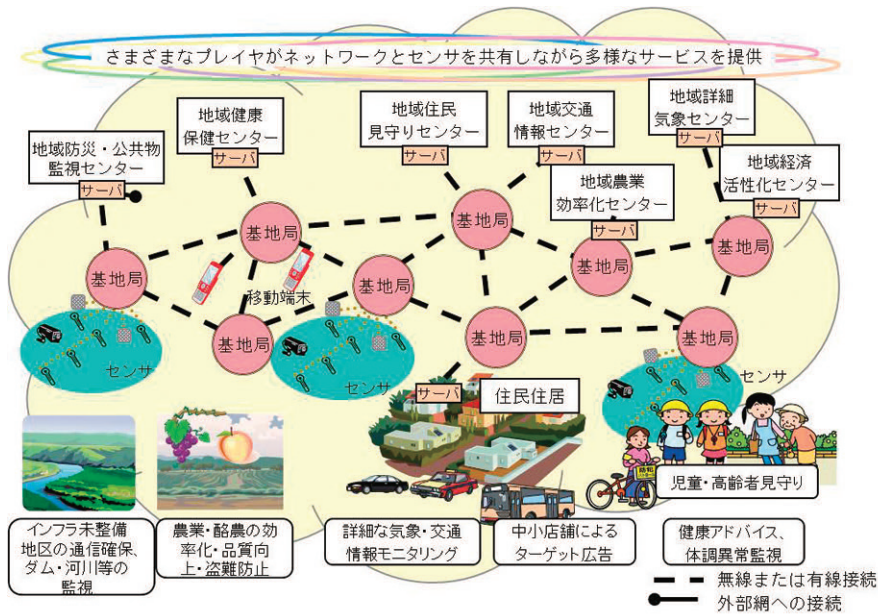 さまざまなプレイヤがネットワークとセンサを共有しながら多様なサービスを提供
地域防災・公共物
監視センター
サーバ
地域健康
保健センター
サーバ
地域住民
見守りセンター
サーバ
地域交通
情報センター
サーバ
地域詳細
気象センター
サーバ
地域農業
効率化センター
サーバ
地域経済
活性化センター
サーバ
基地局
基地局
基地局
基地局
基地局
基地局
基地局
基地局
基地局
移動端末
センサ
センサ
センサ
サーバ
住民住居
児童・高齢者見守り
インフラ未整備
地区の通信確保、
ダム・河川等の
監視
農業・酪農の効
率化・品質向
上・盗難防止
詳細な気象・交通
情報モニタリング
中小店舗による
ターゲット広告
健康アドバイス、
体調異常監視
無線または有線接続
外部網への接続